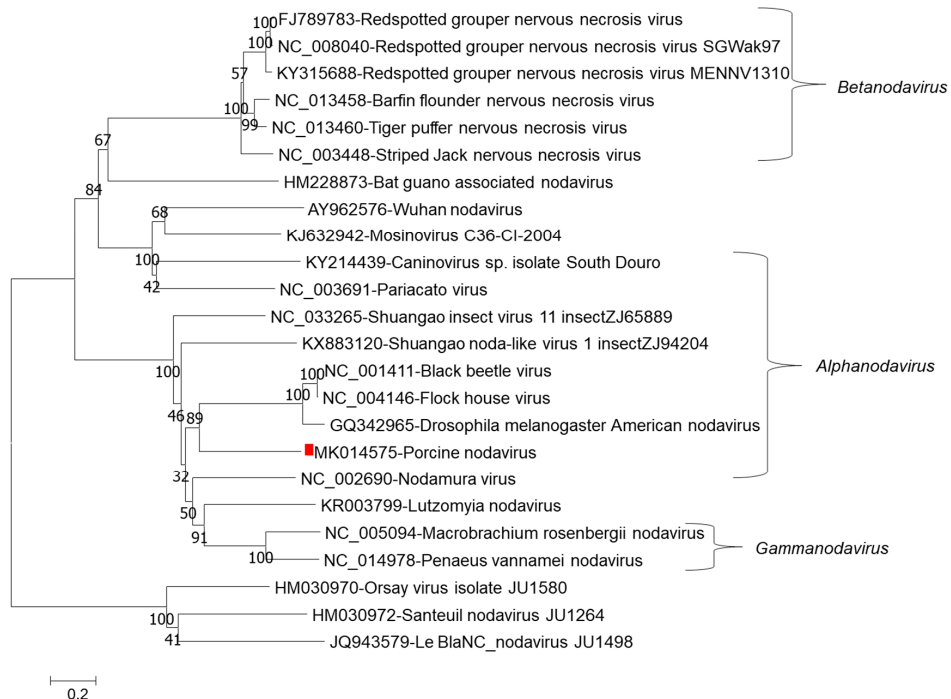 100
FJ789783-Redspotted grouper nervous necrosis virus
100
NC_008040-Redspotted grouper nervous necrosis virus SGWak97
57
KY315688-Redspotted grouper nervous necrosis virus MENNV1310
Betanodavirus
NC_013458-Barfin flounder nervous necrosis virus
100
99
NC_013460-Tiger puffer nervous necrosis virus
67
NC_003448-Striped Jack nervous necrosis virus
84
HM228873-Bat guano associated nodavirus
68
AY962576-Wuhan nodavirus
KJ632942-Mosinovirus C36-CI-2004
100
KY214439-Caninovirus sp. isolate South Douro
42
NC_003691-Pariacato virus
NC_033265-Shuangao insect virus 11 insectZJ65889
KX883120-Shuangao noda-like virus 1 insectZJ94204
100
100
NC_001411-Black beetle virus
Alphanodavirus
100
NC_004146-Flock house virus
46
89
GQ342965-Drosophila melanogaster American nodavirus
MK014575-Porcine nodavirus
32
NC_002690-Nodamura virus
50
KR003799-Lutzomyia nodavirus
91
NC_005094-Macrobrachium rosenbergii nodavirus
Gammanodavirus
100
NC_014978-Penaeus vannamei nodavirus
HM030970-Orsay virus isolate JU1580
100
HM030972-Santeuil nodavirus JU1264
41
JQ943579-Le BlaNC_nodavirus JU1498
0.2